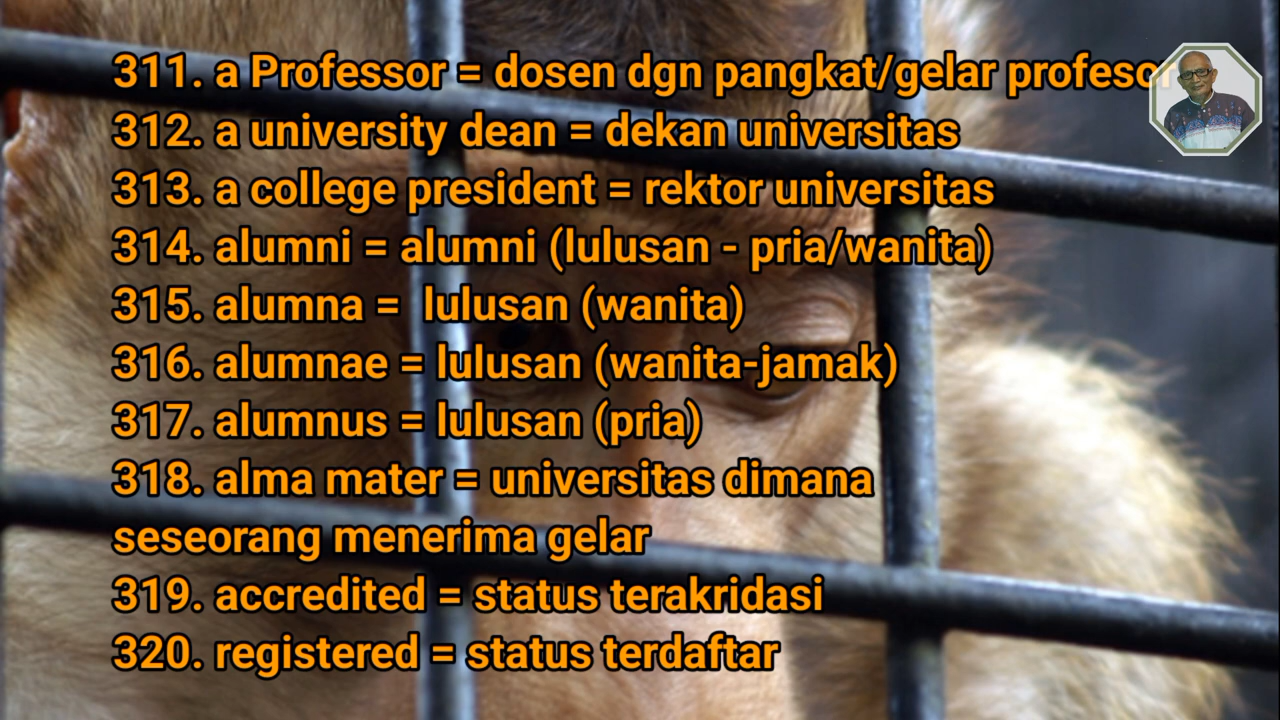 311. a Professor = dosen dgn pangkat/gelar profesor
312. a university dean = dekan universitas
313. a college president = rektor universitas
314. alumni = alumni (lulusan - pria/wanita)
315. alumna = lulusan (wanita)
316. alumnae = lulusan (wanita-jamak)
317. alumnus = lulusan (pria)
318. alma mater = universitas dimana
seseorang menerima gelar
319. accredited = status terakridasi
320. registered = status terdaftar